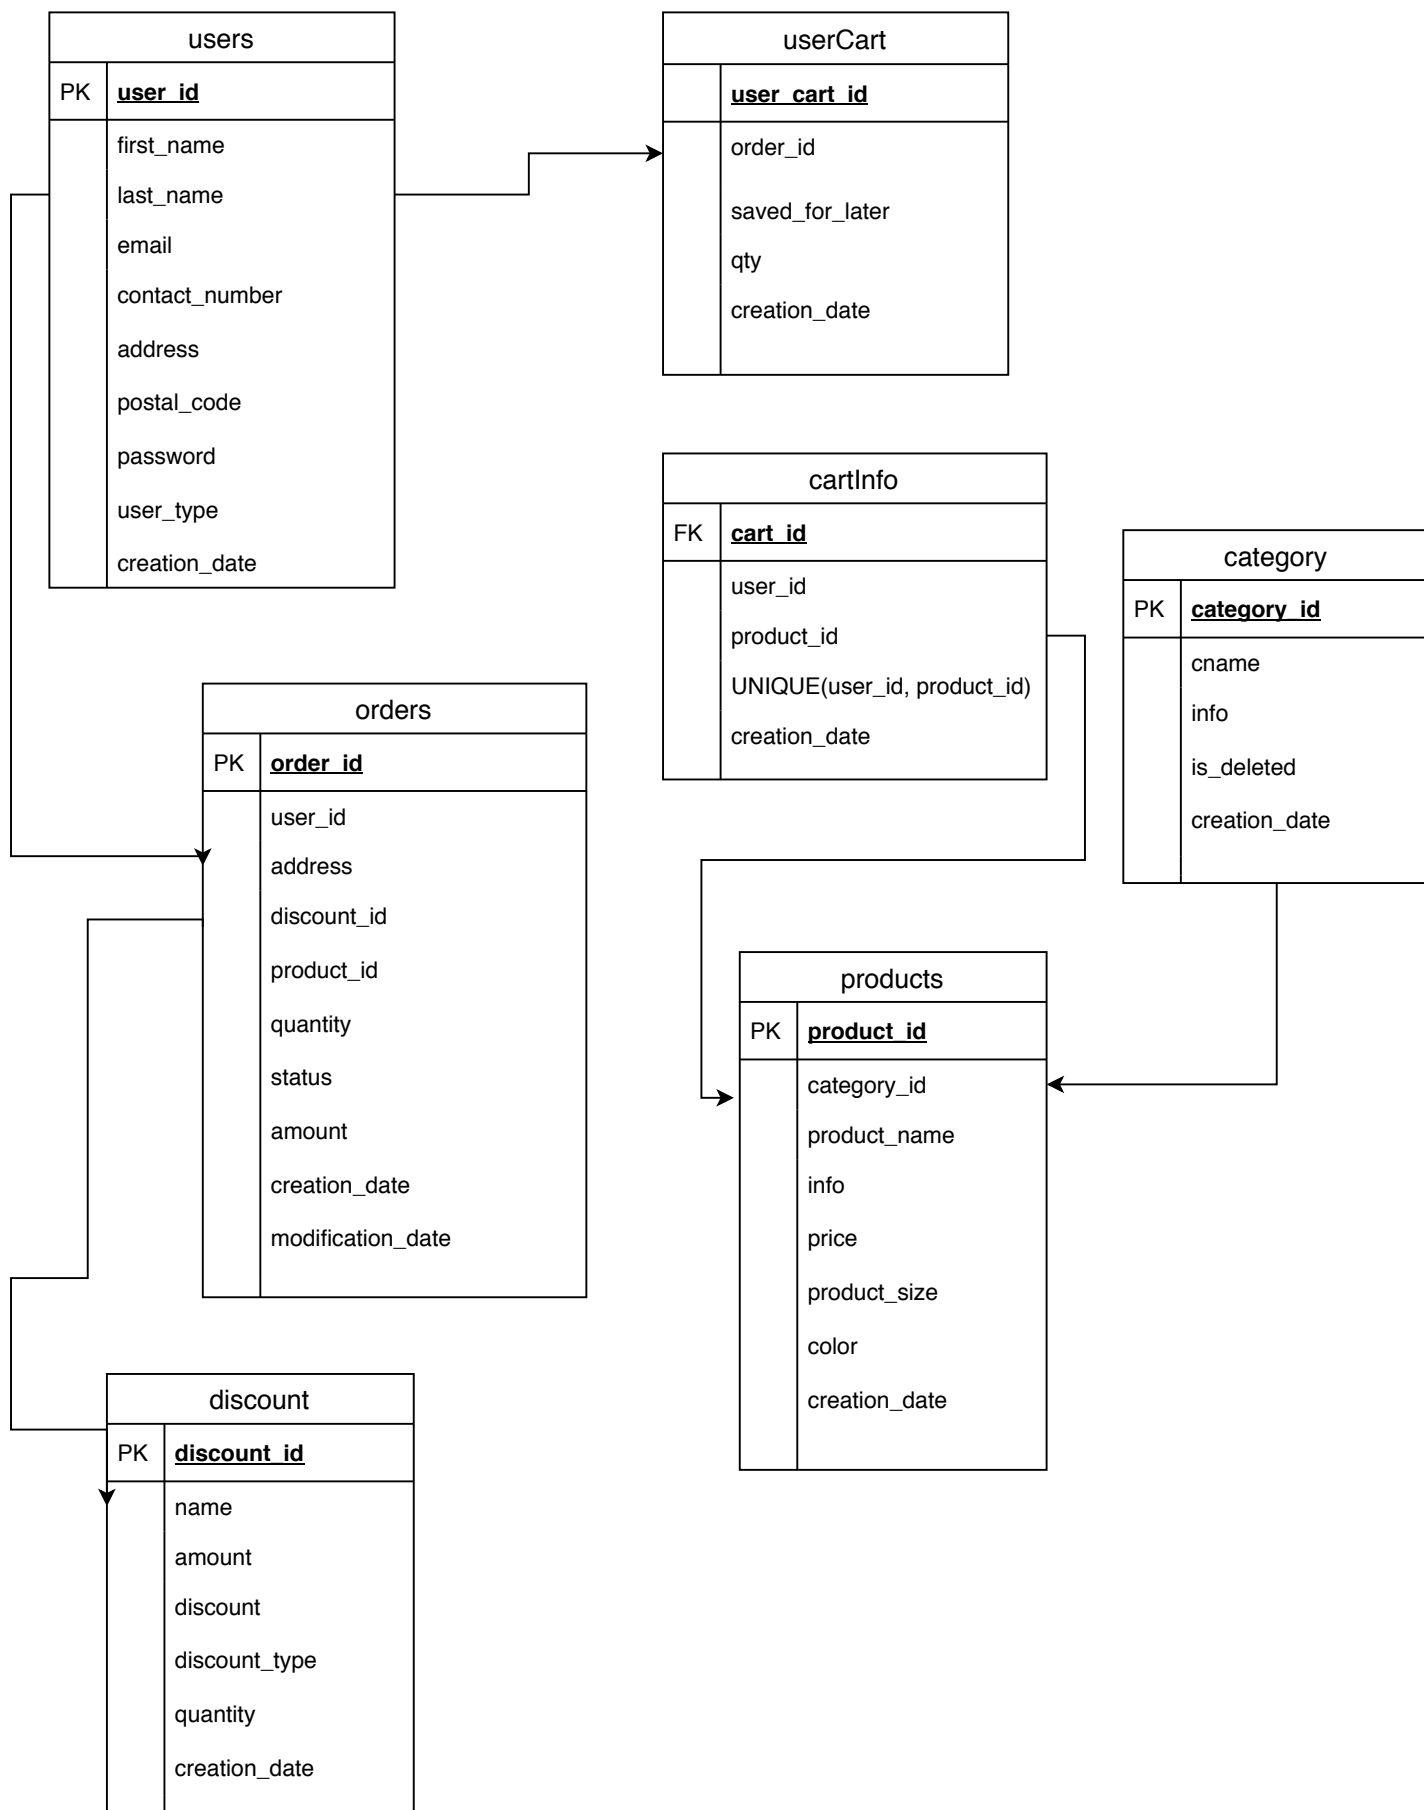 users
PK user_id
first_name
last_name
email
contact_number
address
postal_code
password
user_type
creation_date
userCart
user_cart_id
order_id
saved_for_later
qty
creation_date
cartInfo
FK cart_id
user_id
product_id
UNIQUE(user_id, product_id)
creation_date
category
PK category_id
cname
info
is_deleted
creation_date
orders
PK order_id
user_id
address
discount_id
product_id
quantity
status
amount
creation_date
modification_date
products
PK product_id
category_id
product_name
info
price
product_size
color
creation_date
discount
PK discount_id
name
amount
discount
discount_type
quantity
creation_date